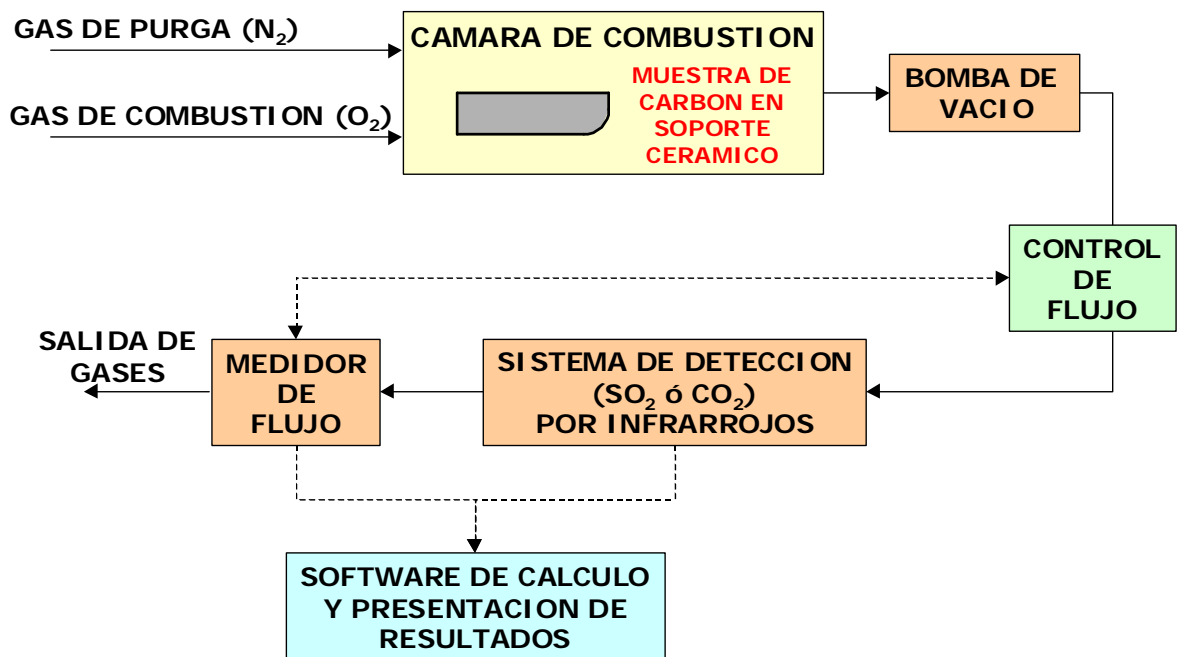 GAS DE PURGA (N₂)
GAS DE COMBUSTION (O₂)
CAMARA DE COMBUSTION
MUESTRA DE
CARBON EN
SOPORTE
CERAMICO
BOMBA DE
VACIO
CONTROL
DE
FLUJO
SALIDA DE
GASES
MEDIDOR
DE
FLUJO
SISTEMA DE DETECCION
(SO₂ ó CO₂)
POR INFRARROJOS
SOFTWARE DE CALCULO
Y PRESENTACION DE
RESULTADOS